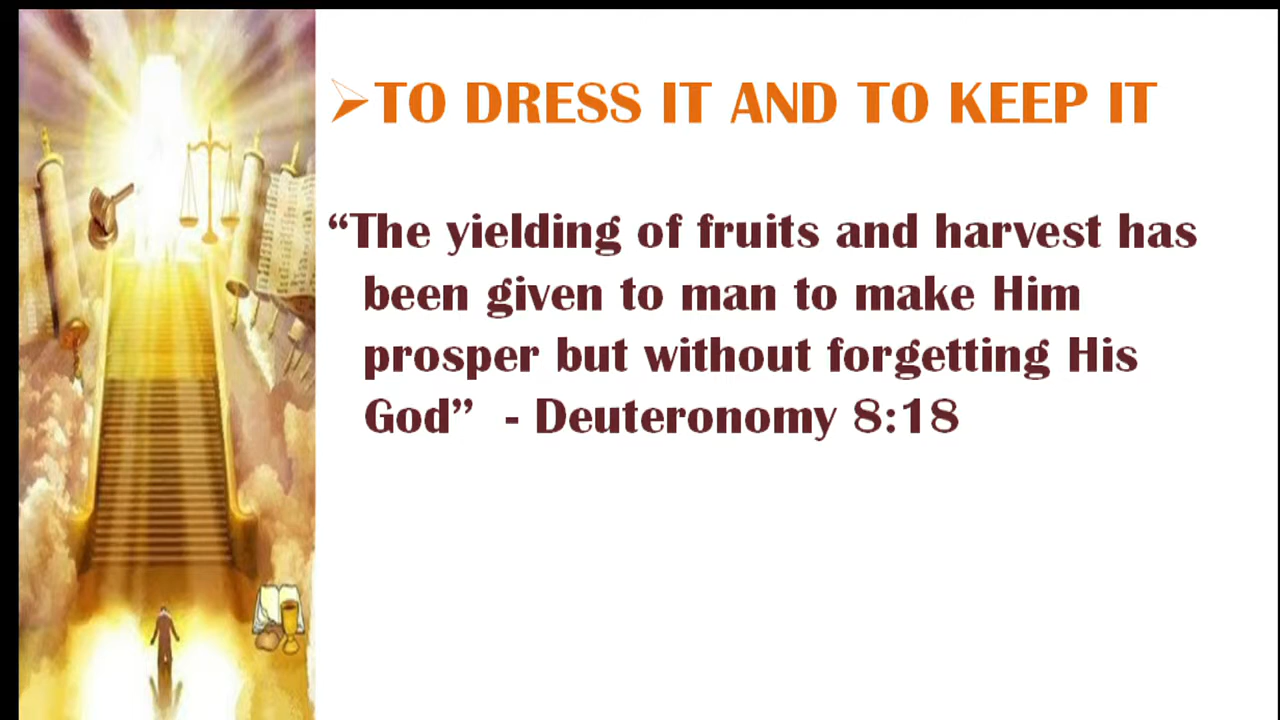 ➢TO DRESS IT AND TO KEEP IT
“The yielding of fruits and harvest has
been given to man to make Him
prosper but without forgetting His
God” - Deuteronomy 8:18